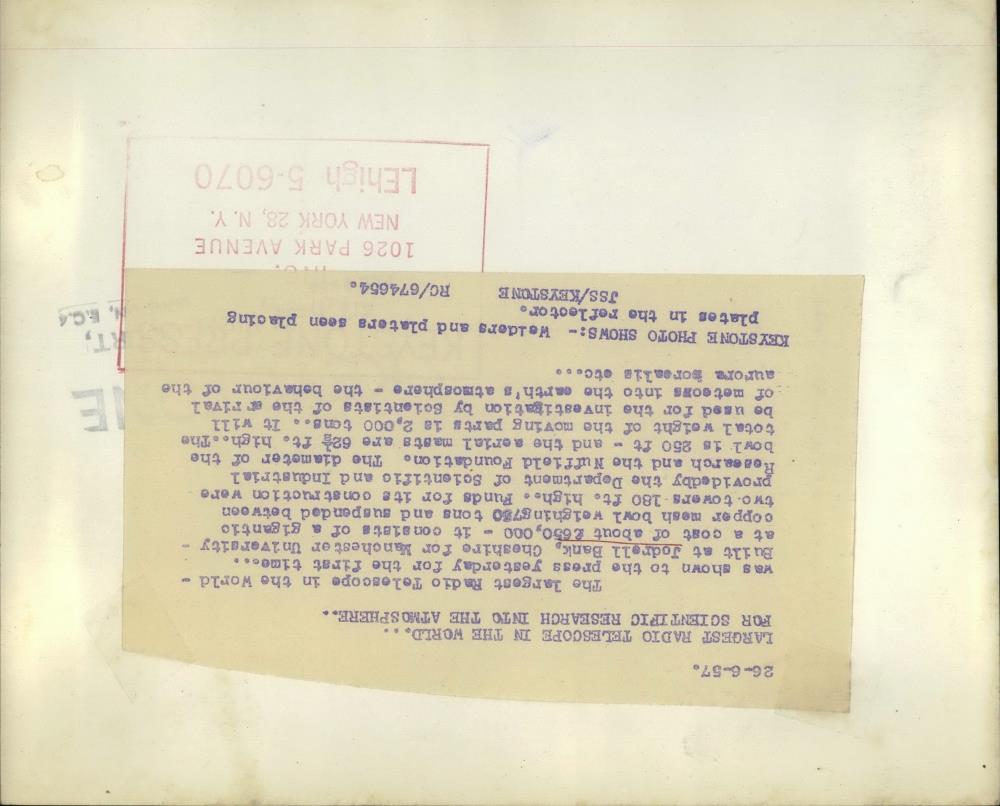 26-6-57.
LARGEST RADIO TELESCOPE IN THE WORLD...
FOR SCIENTIFIC RESEARCH INTO THE ATMOSPHERE..
The largest Radio Telescope in the World -
was shown to the press yesterday for the first time...
Built at Jodrell Bank, Cheshire for Manchester University -
at a cost of about £650,000 - it consists of a gigantic
copper mesh bowl weighing750 tons and suspended between
two towers 180 ft. high.. Funds for its construction were
providedby the Department of Scientific and Industrial
Research and the Nuffield Foundation. The diameter of the
bowl is 250 ft - and the aerial masts are 62½ ft. high..The
total weight of the moving parts is 2,000 tons.. It will
be used for the investigation by Scientists of the arrival
of meteors into the earth's atmosphere - the behaviour of the
aurora borealis etc...
KEYSTONE PHOTO SHOWS:- Welders and platers seen placing
plates in the reflector.
JSS/KEYSTONE RC/674654.
INC.
1026 PARK AVENUE
NEW YORK 28, N. Y.
LEhigh 5-6070
E.C.4